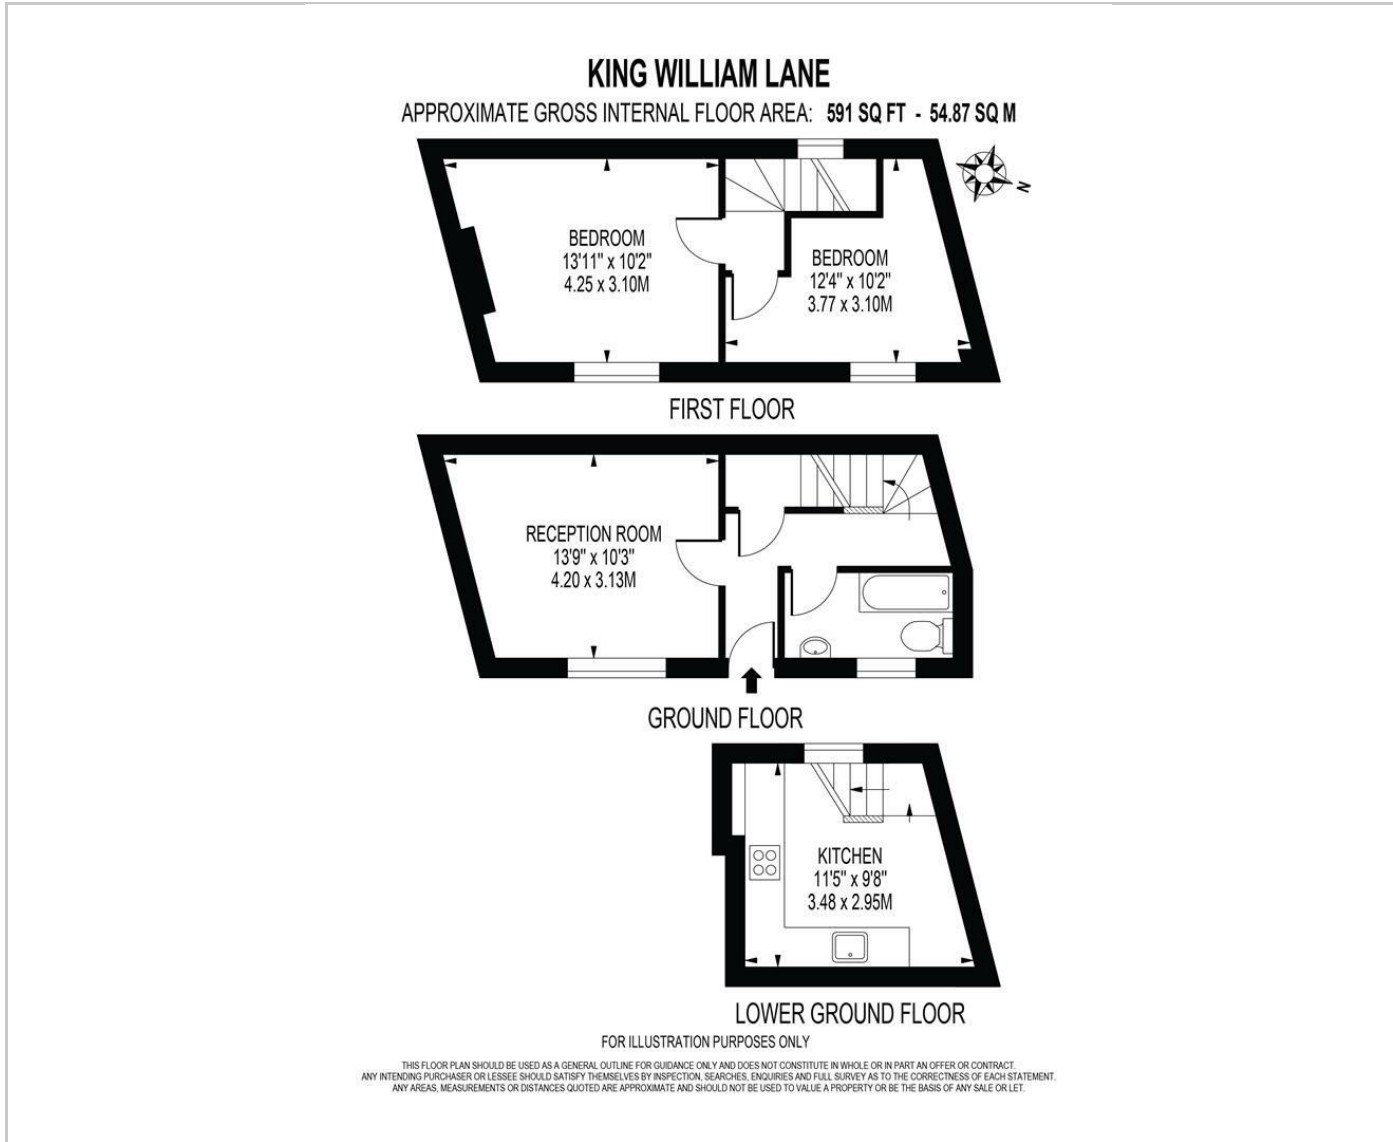 KING WILLIAM LANE
APPROXIMATE GROSS INTERNAL FLOOR AREA: 591 SQ FT - 54.87 SQ M
N
BEDROOM
13'11" x 10'2"
4.25 x 3.10M
BEDROOM
12'4" x 10'2"
3.77 x 3.10M
FIRST FLOOR
RECEPTION ROOM
13'9" x 10'3"
4.20 x 3.13M
GROUND FLOOR
KITCHEN
11'5" x 9'8"
3.48 x 2.95M
LOWER GROUND FLOOR
FOR ILLUSTRATION PURPOSES ONLY
THIS FLOOR PLAN SHOULD BE USED AS A GENERAL OUTLINE FOR GUIDANCE ONLY AND DOES NOT CONSTITUTE IN WHOLE OR IN PART AN OFFER OR CONTRACT.
ANY INTENDING PURCHASER OR LESSEE SHOULD SATISFY THEMSELVES BY INSPECTION, SEARCHES, ENQUIRIES AND FULL SURVEY AS TO THE CORRECTNESS OF EACH STATEMENT.
ANY AREAS, MEASUREMENTS OR DISTANCES QUOTED ARE APPROXIMATE AND SHOULD NOT BE USED TO VALUE A PROPERTY OR BE THE BASIS OF ANY SALE OR LET.